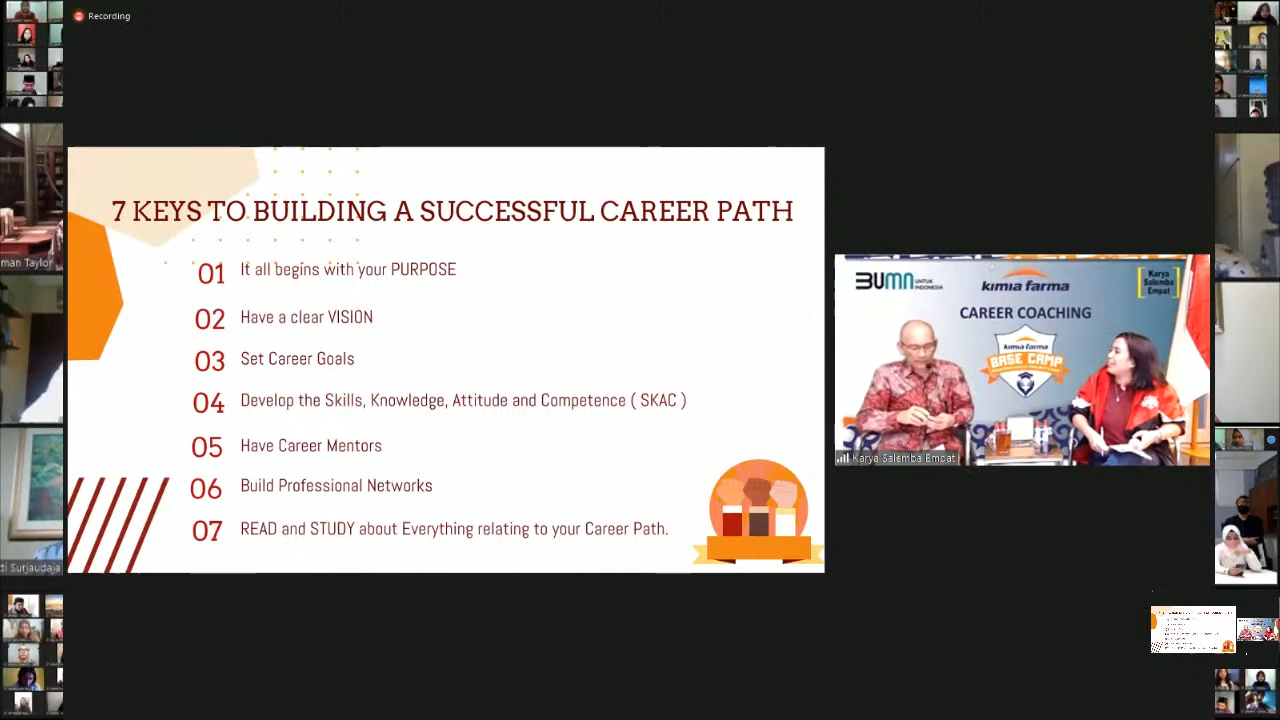 Recording
7 KEYS TO BUILDING A SUCCESSFUL CAREER PATH
01 It all begins with your PURPOSE
02 Have a clear VISION
03 Set Career Goals
04 Develop the Skills, Knowledge, Attitude and Competence ( SKAC )
05 Have Career Mentors
06 Build Professional Networks
07 READ and STUDY about Everything relating to your Career Path.
BUMN UNTUK INDONESIA
kimia farma
Karya Salemba Empat
CAREER COACHING
kimia farma
BASE CAMP
Karya Salemba Empat
man Taylor
di Surjaudaja